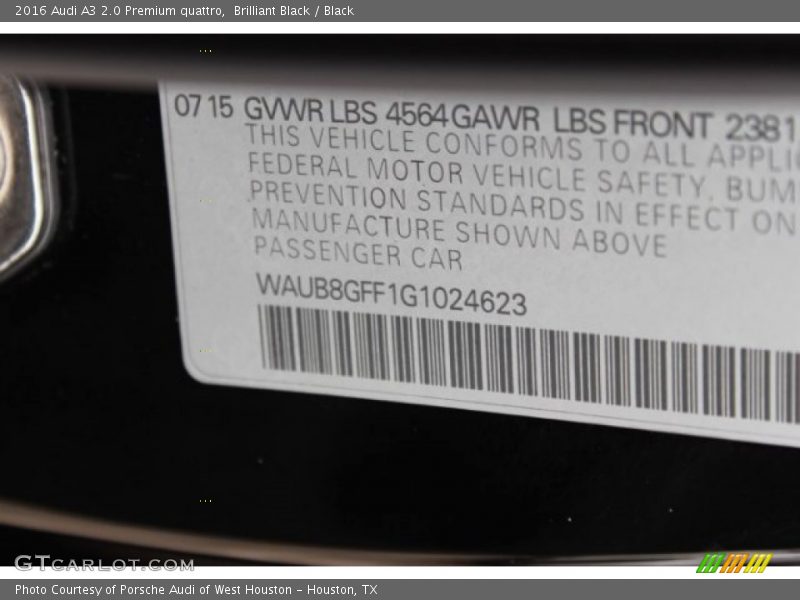 2016 Audi A3 2.0 Premium quattro,  Brilliant Black / Black
07 15 GVWR LBS 4564 GAWR LBS FRONT 2381
THIS VEHICLE CONFORMS TO ALL
FEDERAL MOTOR VEHICLE SAFETY,
PREVENTION STANDARDS IN EFFECT ON
MANUFACTURE SHOWN ABOVE
PASSENGER CAR
WAUB8GFF1G1024623
GTCARLOT.COM
Photo Courtesy of Porsche Audi of West Houston - Houston, TX